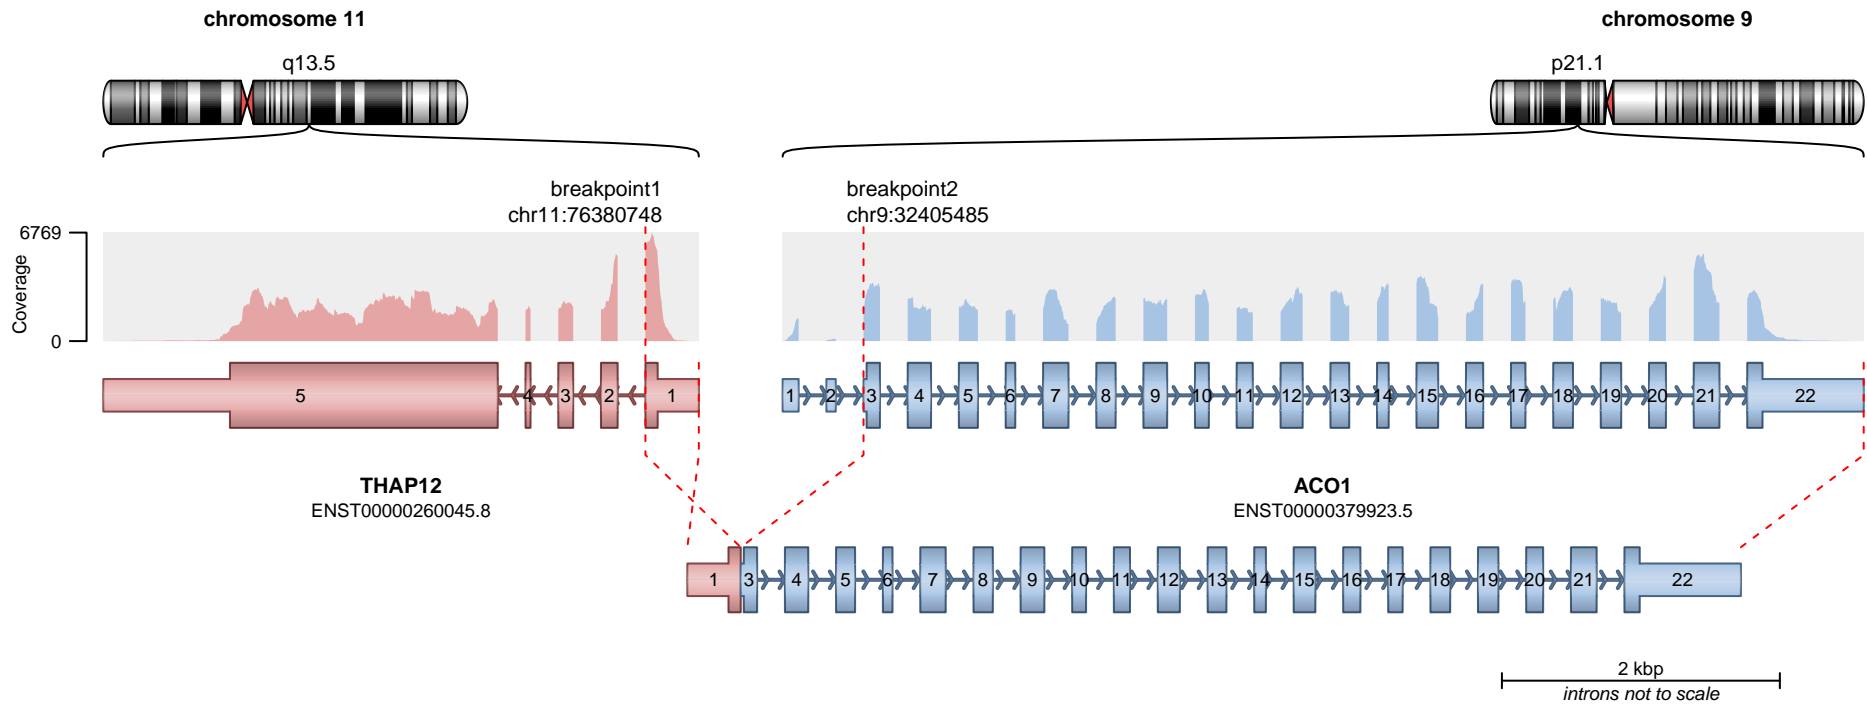 chromosome 11
chromosome 9
q13.5
p21.1
breakpoint1
chr11:76380748
breakpoint2
chr9:32405485
6769
0
Coverage
5 4 3 2 1
1 2 3 4 5 6 7 8 9 10 11 12 13 14 15 16 17 18 19 20 21 22
THAP12
ENST00000260045.8
ACO1
ENST00000379923.5
1 3 4 5 6 7 8 9 10 11 12 13 14 15 16 17 18 19 20 21 22
2 kbp
introns not to scale